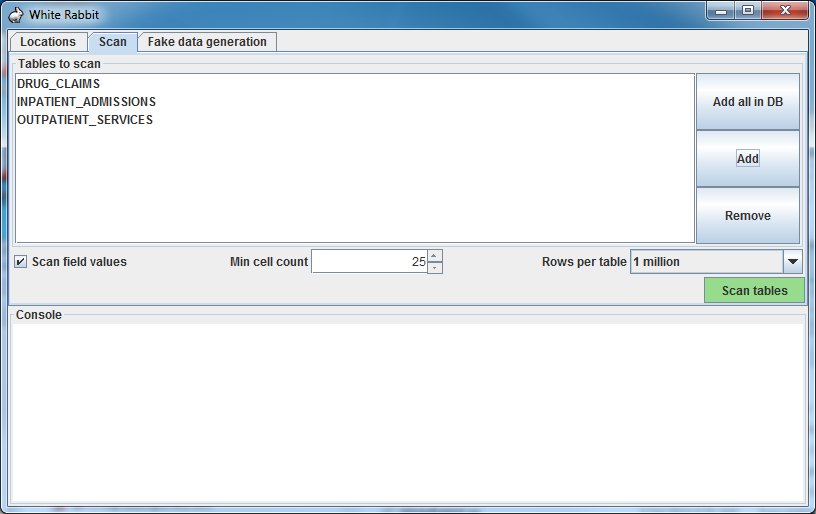 White Rabbit
Locations Scan Fake data generation
Tables to scan
DRUG_CLAIMS
INPATIENT_ADMISSIONS
OUTPATIENT_SERVICES
Add all in DB
Add
Remove
Scan field values Min cell count 25 Rows per table 1 million
Scan tables
Console